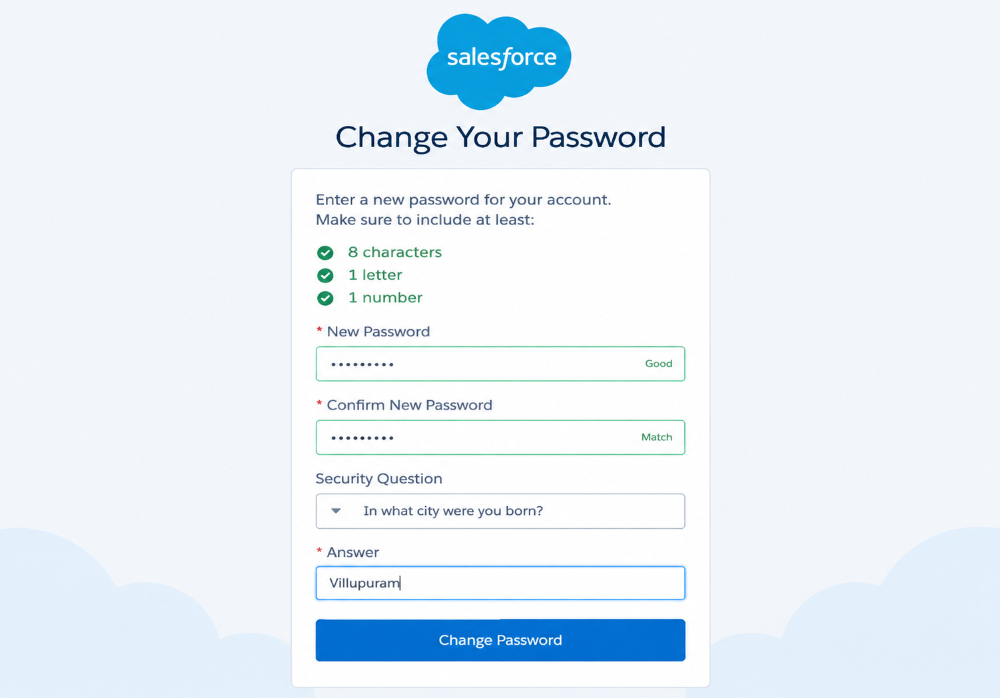 salesforce
Change Your Password
Enter a new password for your account.
Make sure to include at least:
8 characters
1 letter
1 number
* New Password
••••••••• Good
* Confirm New Password
••••••••• Match
Security Question
In what city were you born?
* Answer
Villupuram
Change Password